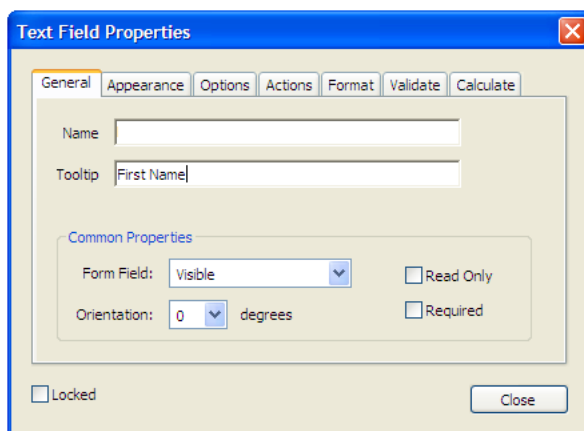 Text Field Properties
General Appearance Options Actions Format Validate Calculate
Name
Tooltip First Name
Common Properties
Form Field: Visible Read Only
Orientation: 0 degrees Required
Locked Close